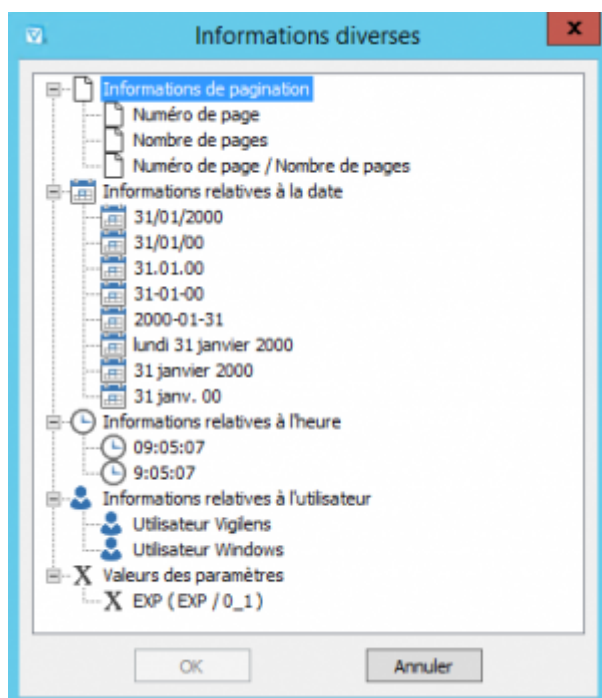 Informations diverses
x
Informations de pagination
Numéro de page
Nombre de pages
Numéro de page / Nombre de pages
Informations relatives à la date
31/01/2000
31/01/00
31.01.00
31-01-00
2000-01-31
lundi 31 janvier 2000
31 janvier 2000
31 janv. 00
Informations relatives à l'heure
09:05:07
9:05:07
Informations relatives à l'utilisateur
Utilisateur Vigilens
Utilisateur Windows
X Valeurs des paramètres
X EXP ( EXP / 0_1 )
OK Annuler